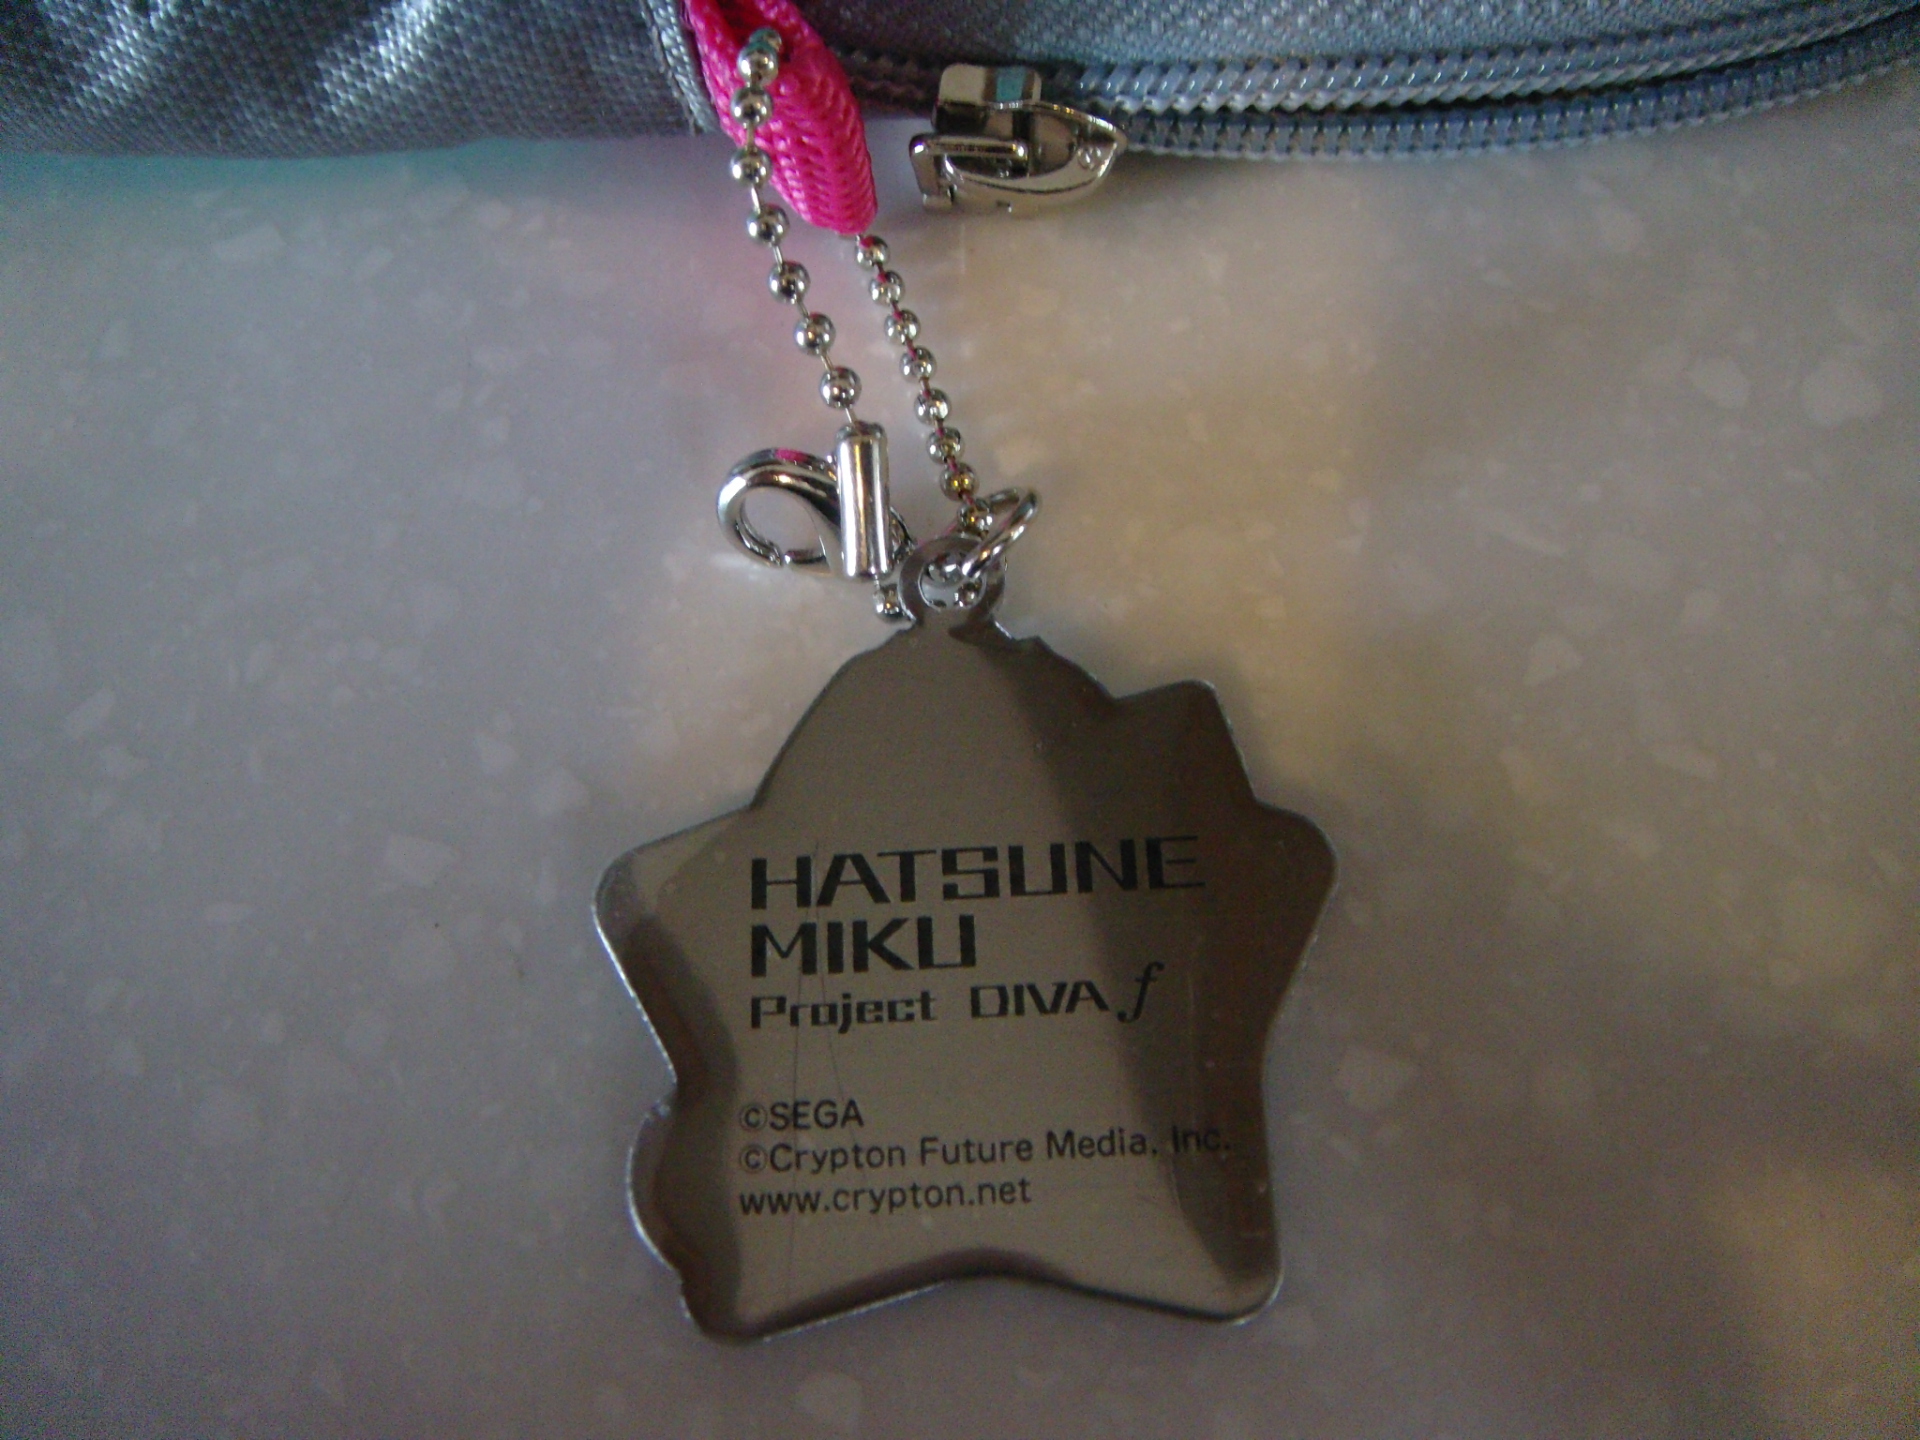 HATSUNE
MIKU
Project DIVA f
©SEGA
©Crypton Future Media, Inc.
www.crypton.net